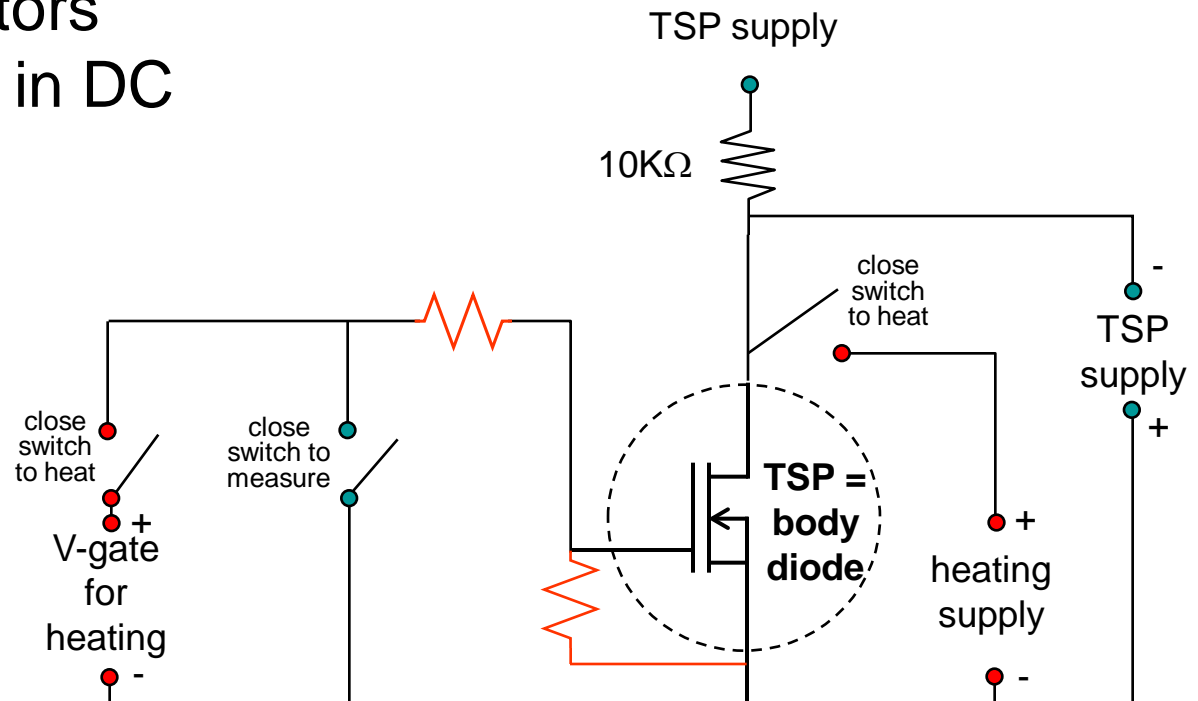 tors
in DC
TSP supply
10KΩ
close
switch
to heat
-
TSP
supply
+
close
switch
to heat
close
switch to
measure
+
V-gate
for
heating
-
TSP =
body
diode
+
heating
supply
-